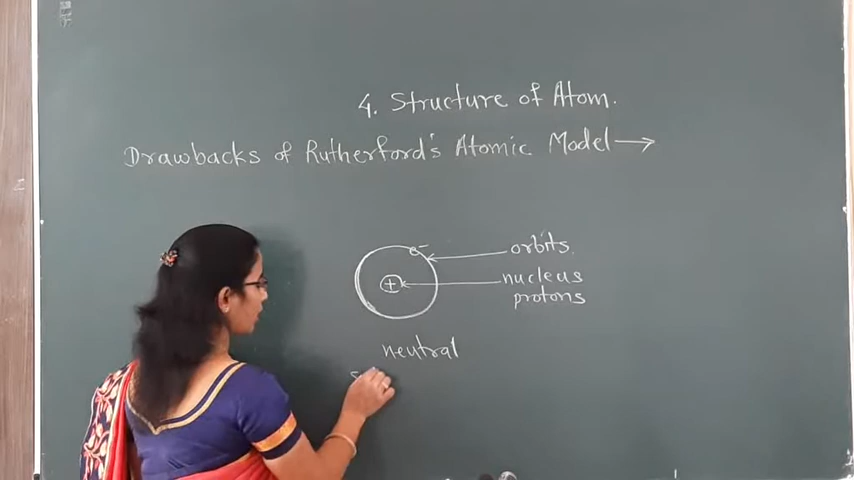 4. Structure of Atom.
Drawbacks of Rutherford's Atomic Model →
e-
orbits.
+
nucleus
protons
neutral